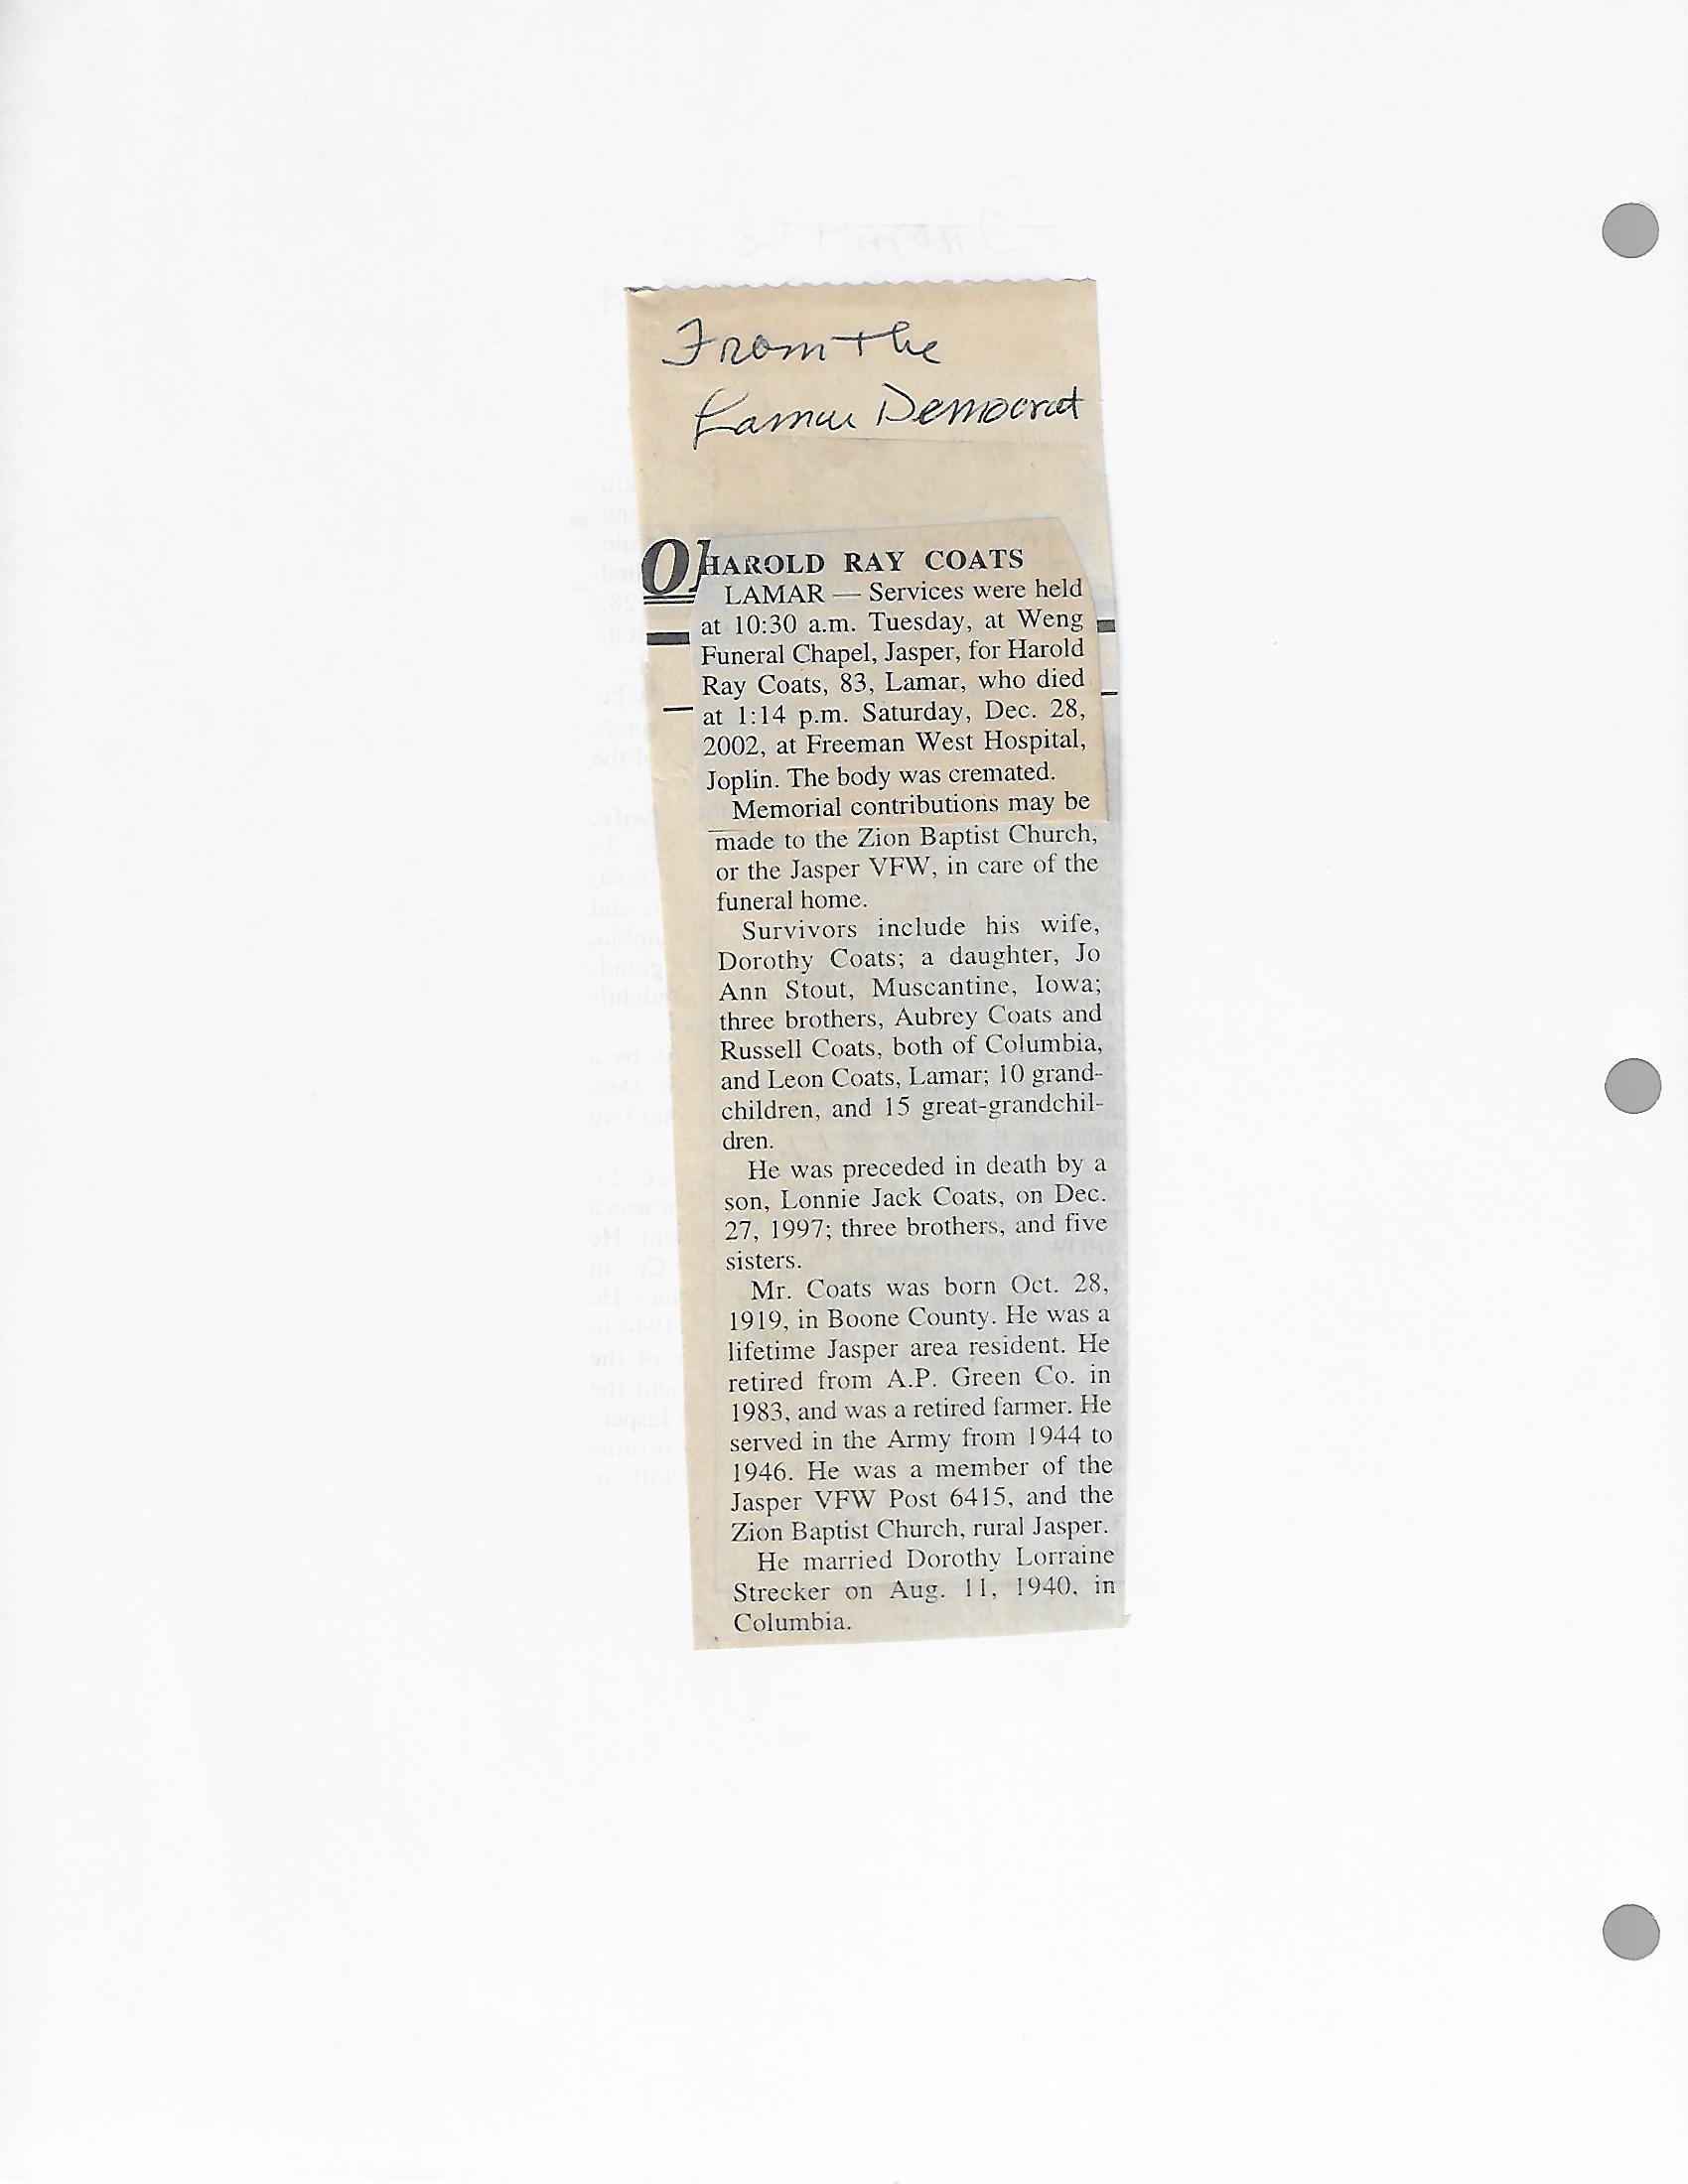 From the
Lamar Democrat
O
HAROLD RAY COATS
LAMAR — Services were held
at 10:30 a.m. Tuesday, at Weng
Funeral Chapel, Jasper, for Harold
Ray Coats, 83, Lamar, who died
at 1:14 p.m. Saturday, Dec. 28,
2002, at Freeman West Hospital,
Joplin. The body was cremated.
Memorial contributions may be
made to the Zion Baptist Church,
or the Jasper VFW, in care of the
funeral home.
Survivors include his wife,
Dorothy Coats; a daughter, Jo
Ann Stout, Muscantine, Iowa;
three brothers, Aubrey Coats and
Russell Coats, both of Columbia,
and Leon Coats, Lamar; 10 grand-
children, and 15 great-grandchil-
dren.
He was preceded in death by a
son, Lonnie Jack Coats, on Dec.
27, 1997; three brothers, and five
sisters.
Mr. Coats was born Oct. 28,
1919, in Boone County. He was a
lifetime Jasper area resident. He
retired from A.P. Green Co. in
1983, and was a retired farmer. He
served in the Army from 1944 to
1946. He was a member of the
Jasper VFW Post 6415, and the
Zion Baptist Church, rural Jasper.
He married Dorothy Lorraine
Strecker on Aug. 11, 1940, in
Columbia.